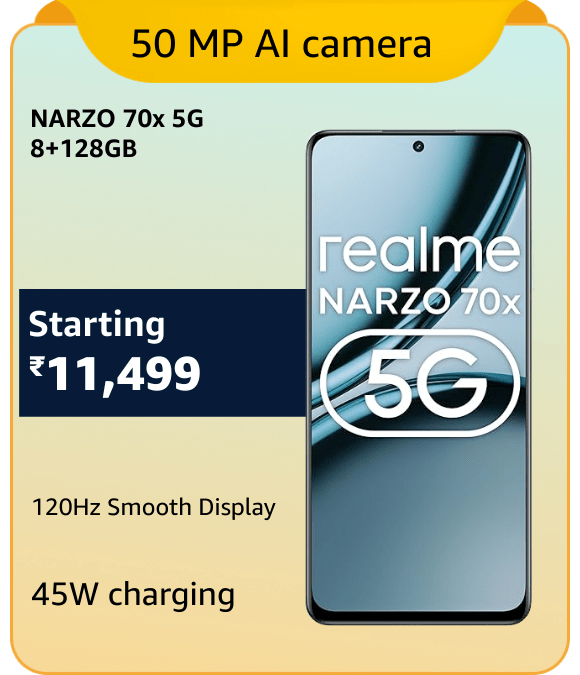 50 MP AI camera
NARZO 70x 5G
8+128GB
realme
NARZO 70x
5G
Starting
₹11,499
120Hz Smooth Display
45W charging